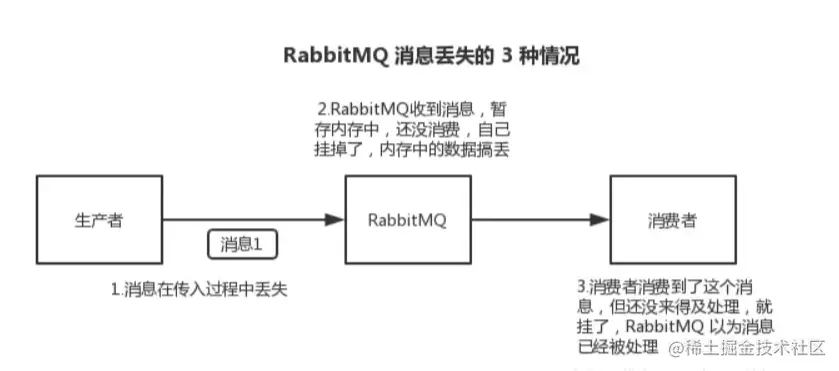 RabbitMQ 消息丢失的 3 种情况
2.RabbitMQ收到消息，暂
存内存中，还没消费，自己
挂掉了，内存中的数据搞丢
生产者
RabbitMQ
消费者
消息1
1.消息在传入过程中丢失
3.消费者消费到了这个消
息，但还没来得及处理，就
挂了，RabbitMQ 以为消息
已经被处理
@稀土掘金技术社区